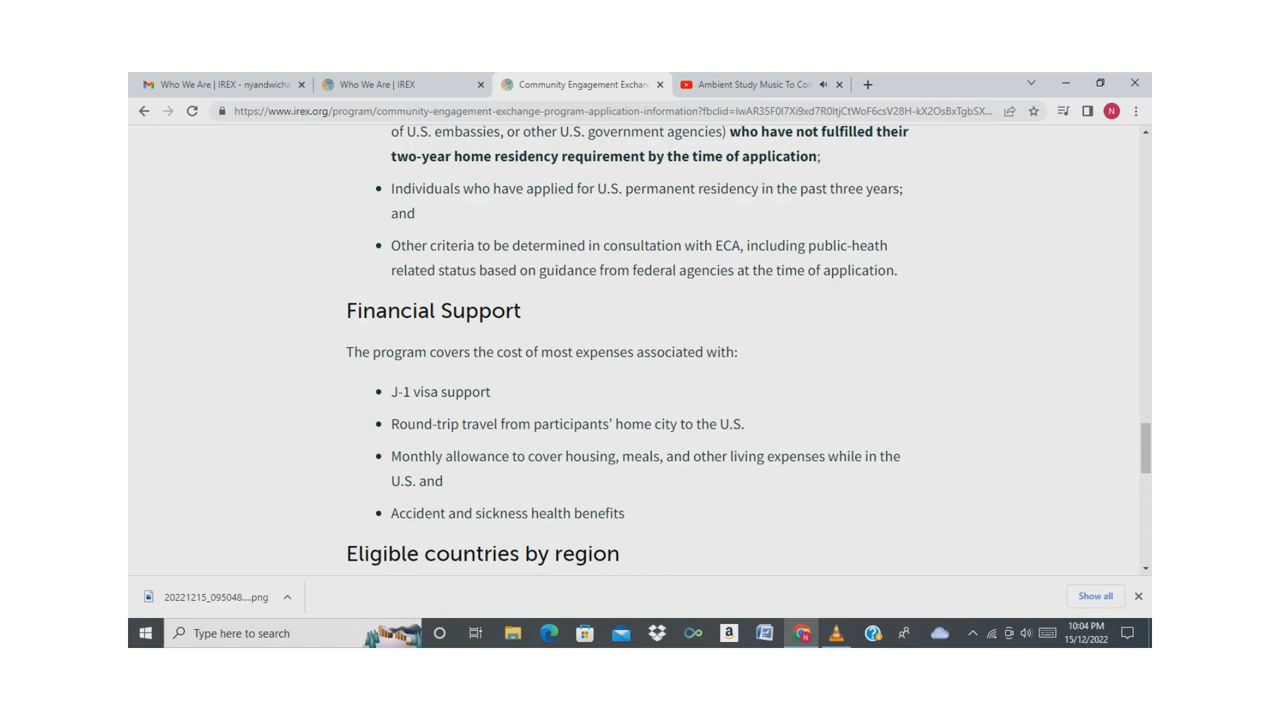 Who We Are | IREX - nyandwicha
Who We Are | IREX
Community Engagement Exchan
Ambient Study Music To Con
https://www.irex.org/program/community-engagement-exchange-program-application-information?fbclid=IwAR35F0I7Xi9xd7R0ltjCtWoF6csV28H-kX2OsBxTgbSX...
N
of U.S. embassies, or other U.S. government agencies) who have not fulfilled their
two-year home residency requirement by the time of application;
• Individuals who have applied for U.S. permanent residency in the past three years;
and
• Other criteria to be determined in consultation with ECA, including public-heath
related status based on guidance from federal agencies at the time of application.
Financial Support
The program covers the cost of most expenses associated with:
• J-1 visa support
• Round-trip travel from participants' home city to the U.S.
• Monthly allowance to cover housing, meals, and other living expenses while in the
U.S. and
• Accident and sickness health benefits
Eligible countries by region
20221215_095048....png
Show all
Type here to search
10:04 PM
15/12/2022